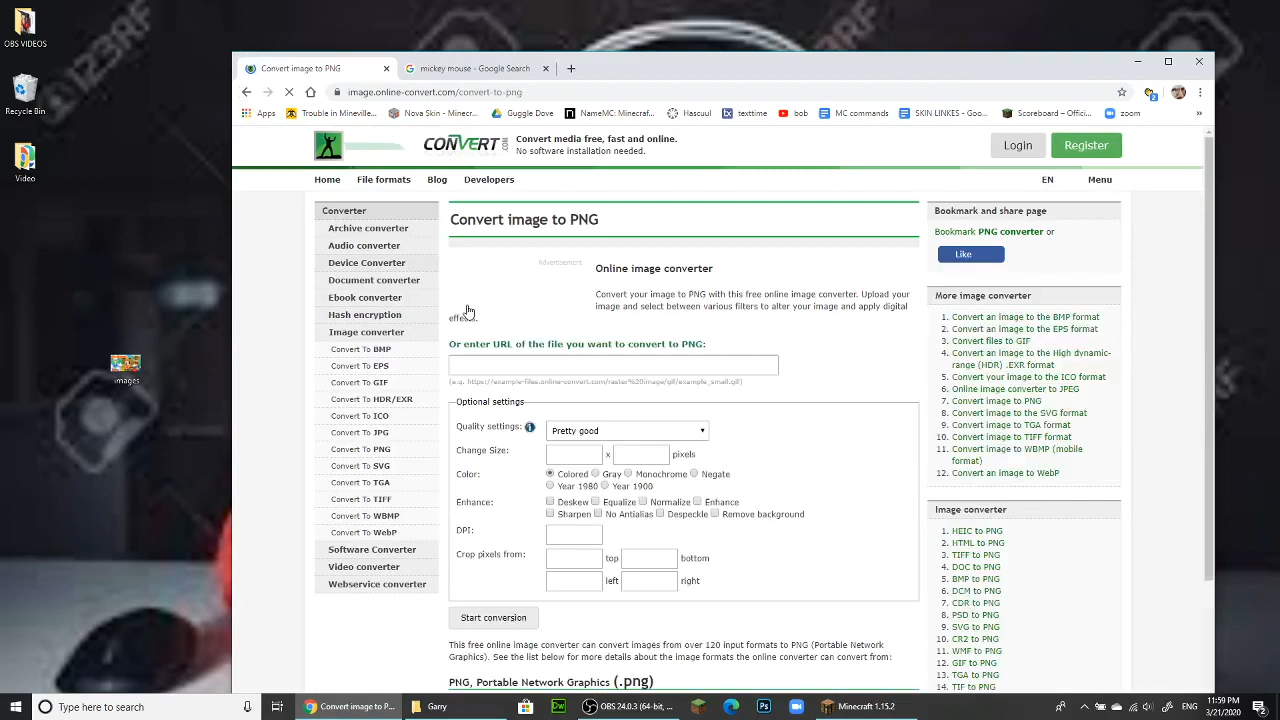 OBS VIDEOS
Recycle Bin
Video
images
Convert image to PNG
mickey mouse - Google Search
image.online-convert.com/convert-to-png
Apps
Trouble in Mineville...
Nova Skin - Minecr...
Guggle Dove
NameMC: Minecraf...
Hascuul
texttime
bob
MC commands
SKIN LINKES - Goo...
Scoreboard – Offici...
zoom
»
CONVERT
Convert media free, fast and online.
No software installation needed.
Login
Register
Home File formats Blog Developers
EN Menu
Converter
Archive converter
Audio converter
Device Converter
Document converter
Ebook converter
Hash encryption
Image converter
Convert To BMP
Convert To EPS
Convert To GIF
Convert To HDR/EXR
Convert To ICO
Convert To JPG
Convert To PNG
Convert To SVG
Convert To TGA
Convert To TIFF
Convert To WBMP
Convert To WebP
Software Converter
Video converter
Webservice converter
Convert image to PNG
Advertisement
Online image converter
Convert your image to PNG with this free online image converter. Upload your
image and select between various filters to alter your image and apply digital
Or enter URL of the file you want to convert to PNG:
(e.g. https://example-files.online-convert.com/raster%20image/gif/example_small.gif)
Optional settings
Quality settings: Pretty good
Change Size: x pixels
Color: Colored Gray Monochrome Negate
Year 1980 Year 1900
Enhance: Deskew Equalize Normalize Enhance
Sharpen No Antialias Despeckle Remove background
DPI:
Crop pixels from: top bottom
left right
Start conversion
This free online image converter can convert images from over 120 input formats to PNG (Portable Network
Graphics). See the list below for more details about the image formats the online converter can convert from:
PNG, Portable Network Graphics (.png)
Bookmark and share page
Bookmark PNG converter or
Like
More image converter
1. Convert an image to the BMP format
2. Convert an image to the EPS format
3. Convert files to GIF
4. Convert an image to the High dynamic-
range (HDR) .EXR format
5. Convert your image to the ICO format
6. Online image converter to JPEG
7. Convert image to PNG
8. Convert image to the SVG format
9. Convert image to TGA format
10. Convert image to TIFF format
11. Convert image to WBMP (mobile
format)
12. Convert an image to WebP
Image converter
1. HEIC to PNG
2. HTML to PNG
3. TIFF to PNG
4. DOC to PNG
5. BMP to PNG
6. DCM to PNG
7. CDR to PNG
8. PSD to PNG
9. SVG to PNG
10. CR2 to PNG
11. WMF to PNG
12. GIF to PNG
13. TGA to PNG
14. TIF to PNG
Type here to search
Convert image to P...
Garry
Dw
OBS 24.0.3 (64-bit, ...
Ps
Minecraft 1.15.2
11:59 PM
3/21/2020
2